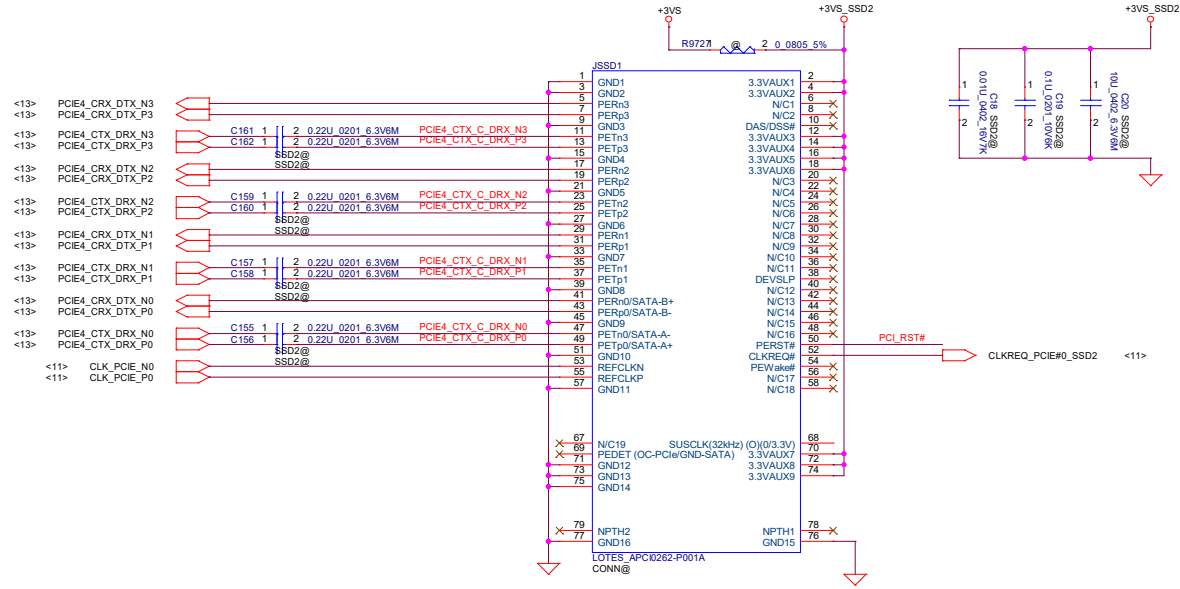 +3VS
+3VS_SSD2
+3VS_SSD2
R9727 1 @ 2 0_0805_5%
JSSD1
1 GND1 3.3VAUX1 2
3 GND2 3.3VAUX2 4
<13> PCIE4_CRX_DTX_N3 5 PERn3 N/C1 6
<13> PCIE4_CRX_DTX_P3 7 PERp3 N/C2 8
9 GND3 DAS/DSS# 10
<13> PCIE4_CTX_DRX_N3 C161 1 2 0.22U_0201_6.3V6M PCIE4_CTX_C_DRX_N3 11 PETn3 3.3VAUX3 12
<13> PCIE4_CTX_DRX_P3 C162 1 2 0.22U_0201_6.3V6M PCIE4_CTX_C_DRX_P3 13 PETp3 3.3VAUX4 14
SSD2@
SSD2@
15 GND4 3.3VAUX5 16
<13> PCIE4_CRX_DTX_N2 17 PERn2 3.3VAUX6 18
<13> PCIE4_CRX_DTX_P2 19 PERp2 N/C3 20
21 GND5 N/C4 22
<13> PCIE4_CTX_DRX_N2 C159 1 2 0.22U_0201_6.3V6M PCIE4_CTX_C_DRX_N2 23 PETn2 N/C5 24
<13> PCIE4_CTX_DRX_P2 C160 1 2 0.22U_0201_6.3V6M PCIE4_CTX_C_DRX_P2 25 PETp2 N/C6 26
SSD2@
SSD2@
27 GND6 N/C7 28
<13> PCIE4_CRX_DTX_N1 29 PERn1 N/C8 30
<13> PCIE4_CRX_DTX_P1 31 PERp1 N/C9 32
33 GND7 N/C10 34
<13> PCIE4_CTX_DRX_N1 C157 1 2 0.22U_0201_6.3V6M PCIE4_CTX_C_DRX_N1 35 PETn1 N/C11 36
<13> PCIE4_CTX_DRX_P1 C158 1 2 0.22U_0201_6.3V6M PCIE4_CTX_C_DRX_P1 37 PETp1 DEVSLP 38
SSD2@
SSD2@
39 GND8 N/C12 40
<13> PCIE4_CRX_DTX_N0 41 PERn0/SATA-B+ N/C13 42
<13> PCIE4_CRX_DTX_P0 43 PERp0/SATA-B- N/C14 44
45 GND9 N/C15 46
<13> PCIE4_CTX_DRX_N0 C155 1 2 0.22U_0201_6.3V6M PCIE4_CTX_C_DRX_N0 47 PETn0/SATA-A- N/C16 48
<13> PCIE4_CTX_DRX_P0 C156 1 2 0.22U_0201_6.3V6M PCIE4_CTX_C_DRX_P0 49 PETp0/SATA-A+ PERST# 50 PCI_RST#
SSD2@
SSD2@
51 GND10 CLKREQ# 52 CLKREQ_PCIE#0_SSD2 <11>
<11> CLK_PCIE_N0 53 REFCLKN PEWake# 54
<11> CLK_PCIE_P0 55 REFCLKP N/C17 56
57 GND11 N/C18 58
67 N/C19 SUSCLK(32kHz) (O)(0/3.3V) 68
69 PEDET (OC-PCIe/GND-SATA) 3.3VAUX7 70
71 GND12 3.3VAUX8 72
73 GND13 3.3VAUX9 74
75 GND14
79 NPTH2 NPTH1 78
77 GND16 GND15 76
LOTES_APCI0262-P001A
CONN@
1 2 C18 SSD2@
0.01U_0402_16V7K
1 2 C19 SSD2@
0.1U_0201_10V6K
1 2 C20 SSD2@
10U_0402_6.3V6M